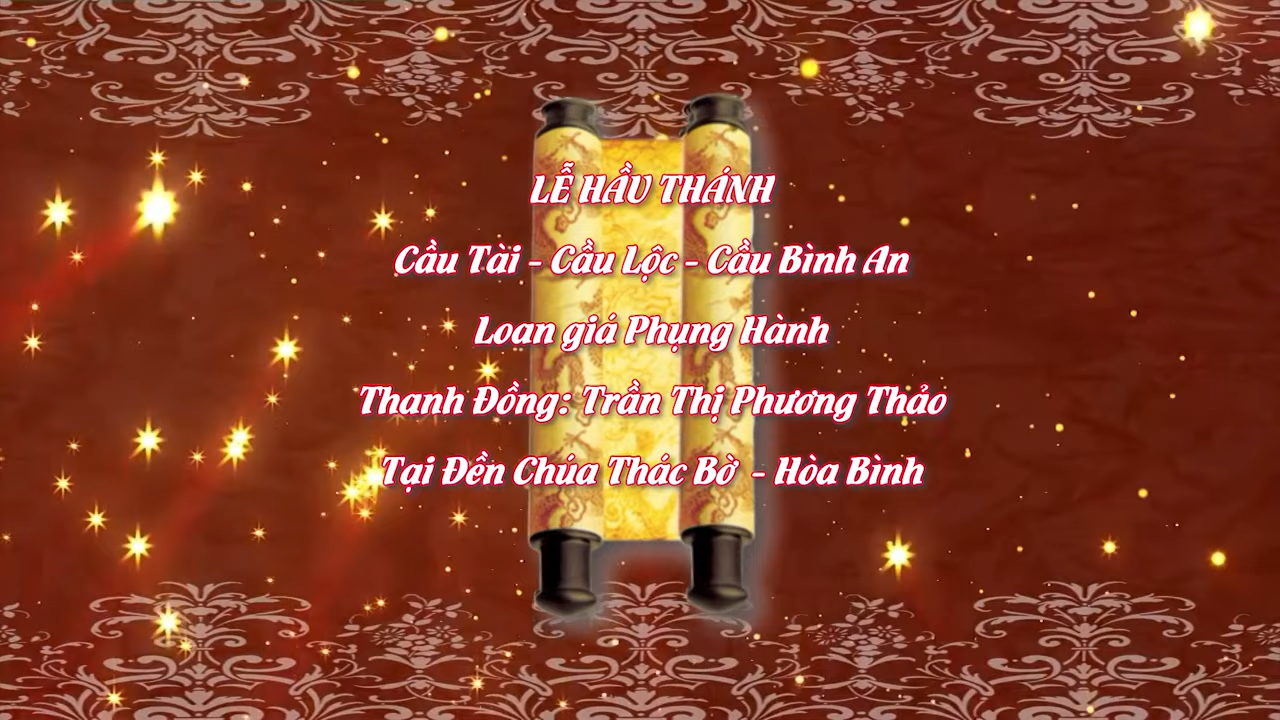 LỄ HẦU THÁNH
Cầu Tài - Cầu Lộc - Cầu Bình An
Loan giá Phụng Hành
Thanh Đồng: Trần Thị Phương Thảo
Tại Đền Chúa Thác Bờ - Hòa Bình